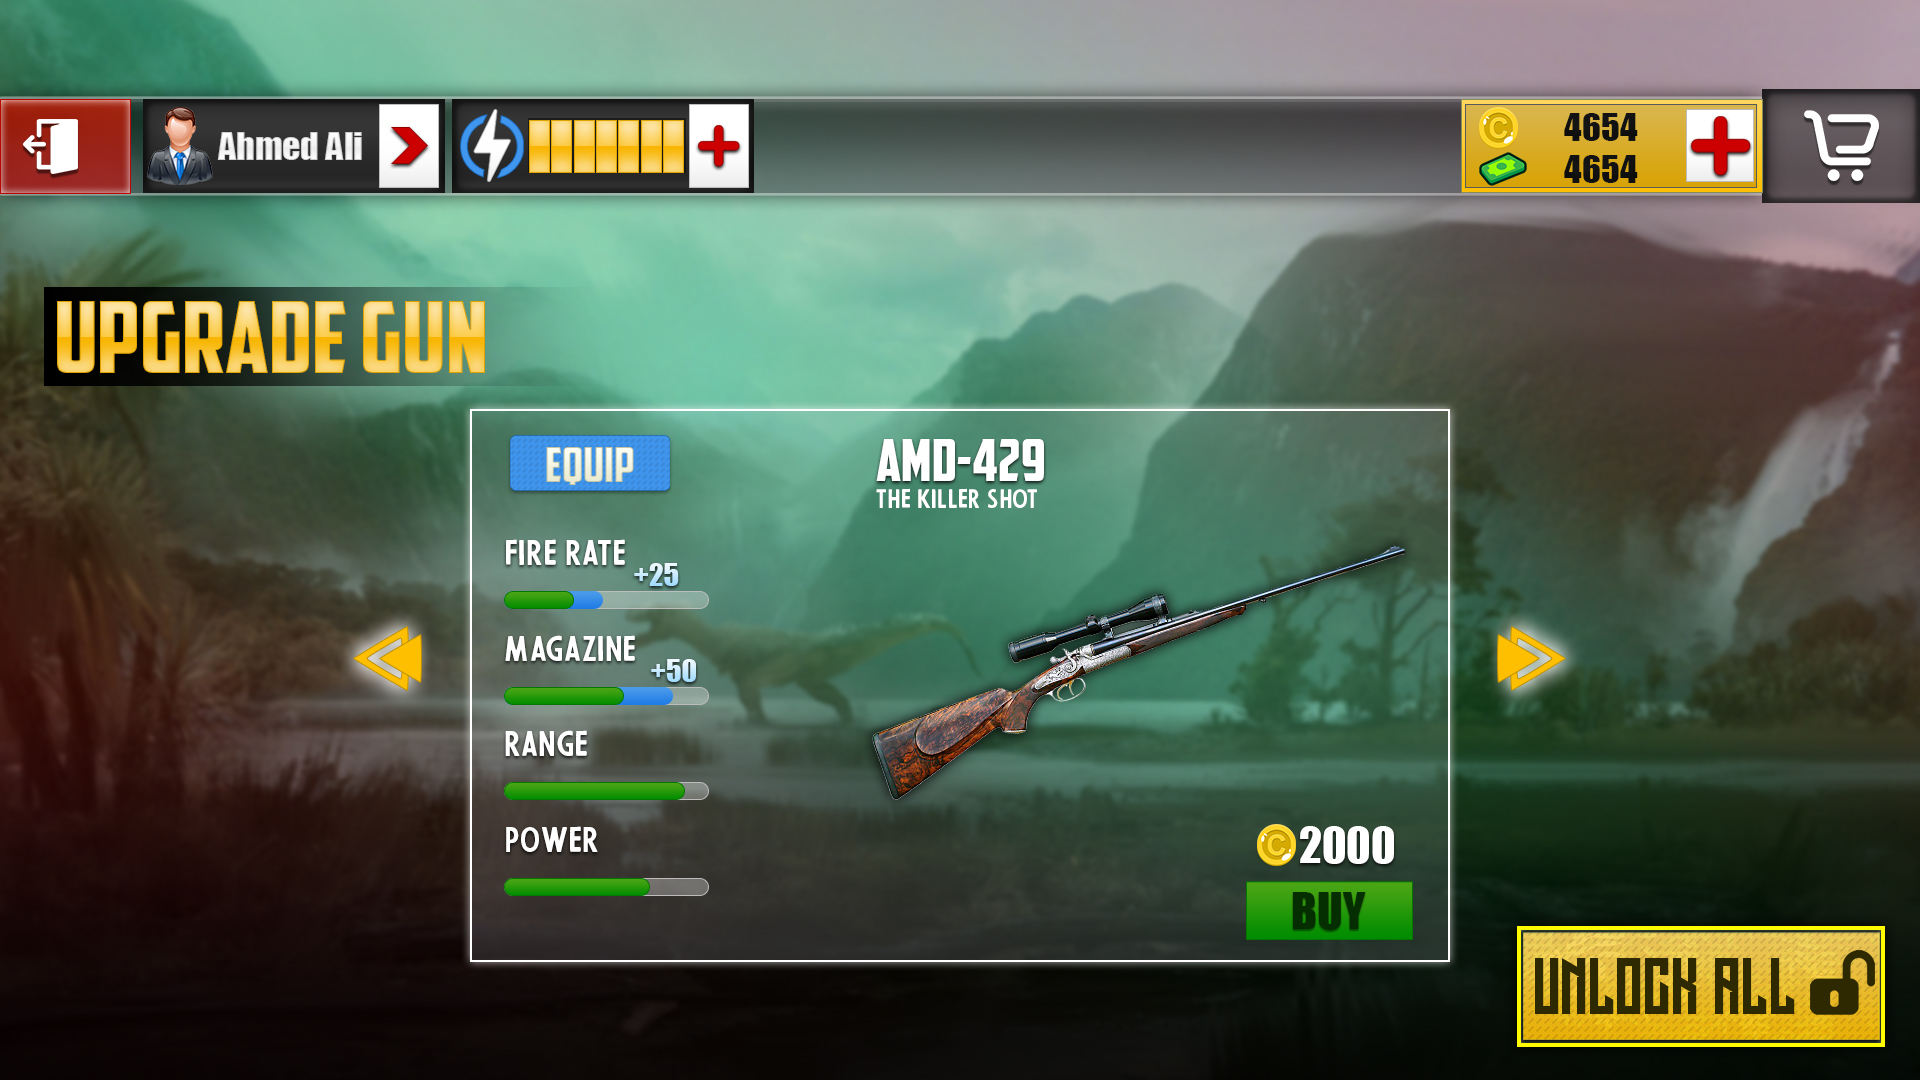 Ahmed Ali
C 4654
4654
UPGRADE GUN
EQUIP
AMD-429
THE KILLER SHOT
FIRE RATE
+25
MAGAZINE
+50
RANGE
POWER
C 2000
BUY
UNLOCK ALL